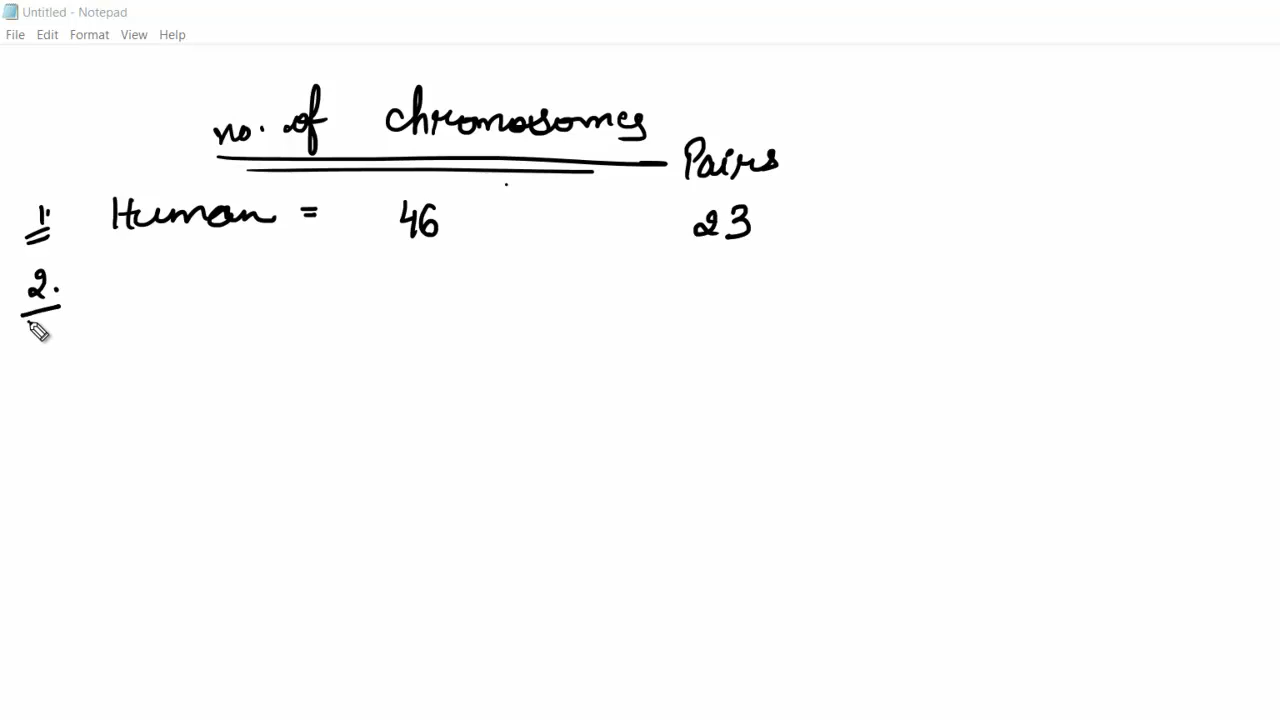 Untitled - Notepad
File Edit Format View Help
no. of chromosomes
Pairs
1. Human = 46 23
2.